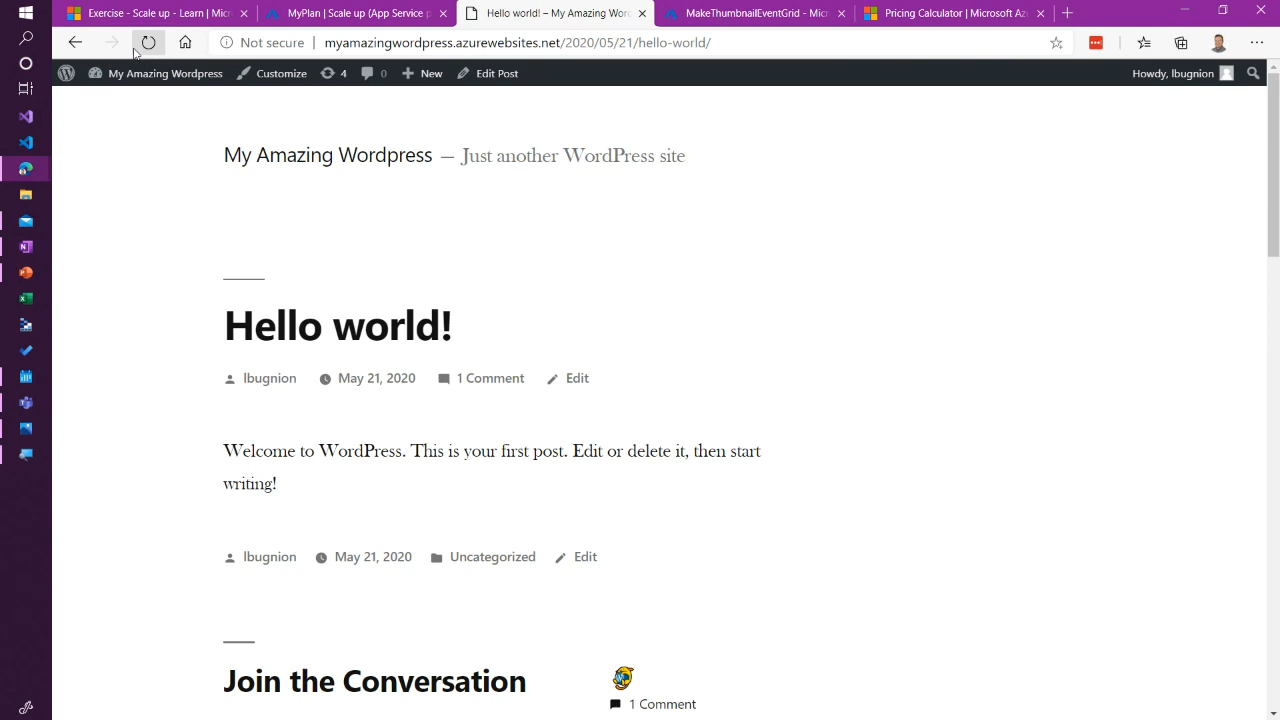 Exercise - Scale up - Learn | Mic
MyPlan | Scale up (App Service p
Hello world! – My Amazing Wor
MakeThumbnailEventGrid - Micr
Pricing Calculator | Microsoft Az
Not secure | myamazingwordpress.azurewebsites.net/2020/05/21/hello-world/
My Amazing Wordpress Customize 4 0 New Edit Post Howdy, lbugnion
My Amazing Wordpress — Just another WordPress site
Hello world!
lbugnion May 21, 2020 1 Comment Edit
Welcome to WordPress. This is your first post. Edit or delete it, then start
writing!
lbugnion May 21, 2020 Uncategorized Edit
Join the Conversation
1 Comment